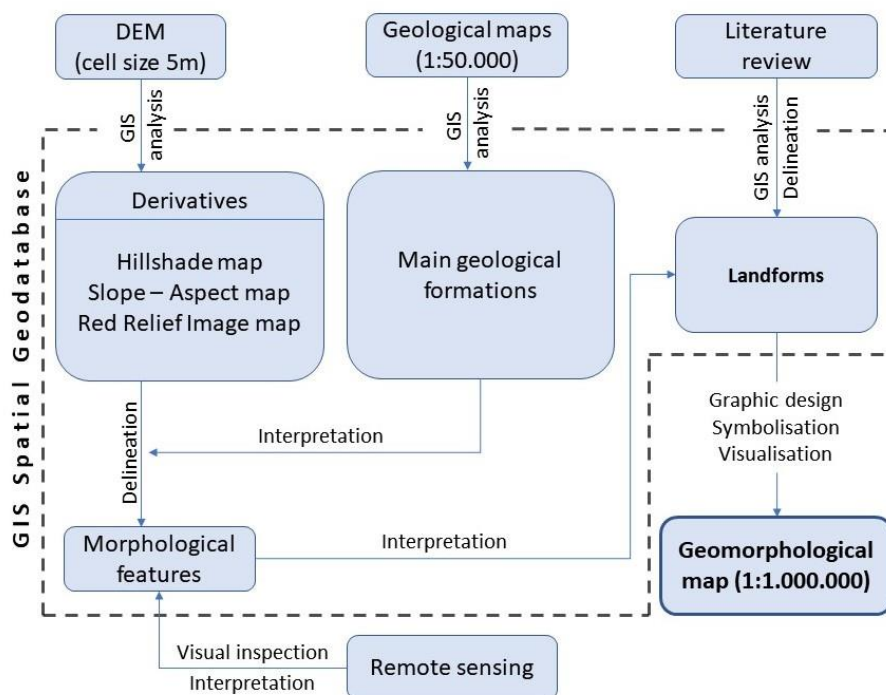 DEM
(cell size 5m)
Geological maps
(1:50.000)
Literature
review
GIS
analysis
GIS
analysis
GIS analysis
Delineation
GIS Spatial Geodatabase
Derivatives
Hillshade map
Slope – Aspect map
Red Relief Image map
Main geological
formations
Landforms
Delineation
Interpretation
Graphic design
Symbolisation
Visualisation
Morphological
features
Interpretation
Geomorphological
map (1:1.000.000)
Visual inspection
Interpretation
Remote sensing